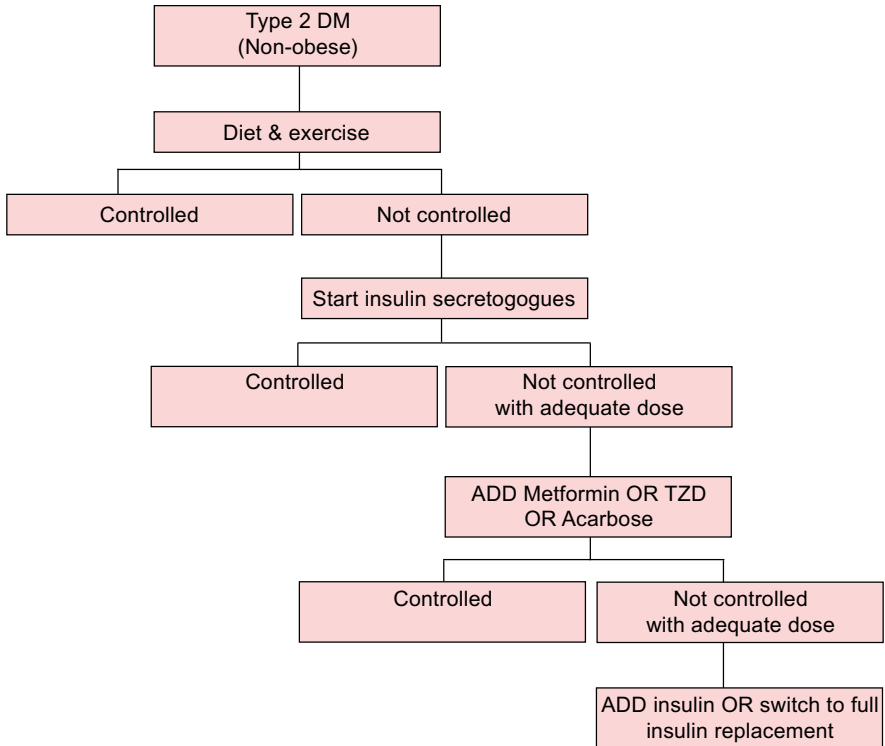 Type 2 DM
(Non-obese)
Diet & exercise
Controlled
Not controlled
Start insulin secretogogues
Controlled
Not controlled
with adequate dose
ADD Metformin OR TZD
OR Acarbose
Controlled
Not controlled
with adequate dose
ADD insulin OR switch to full
insulin replacement